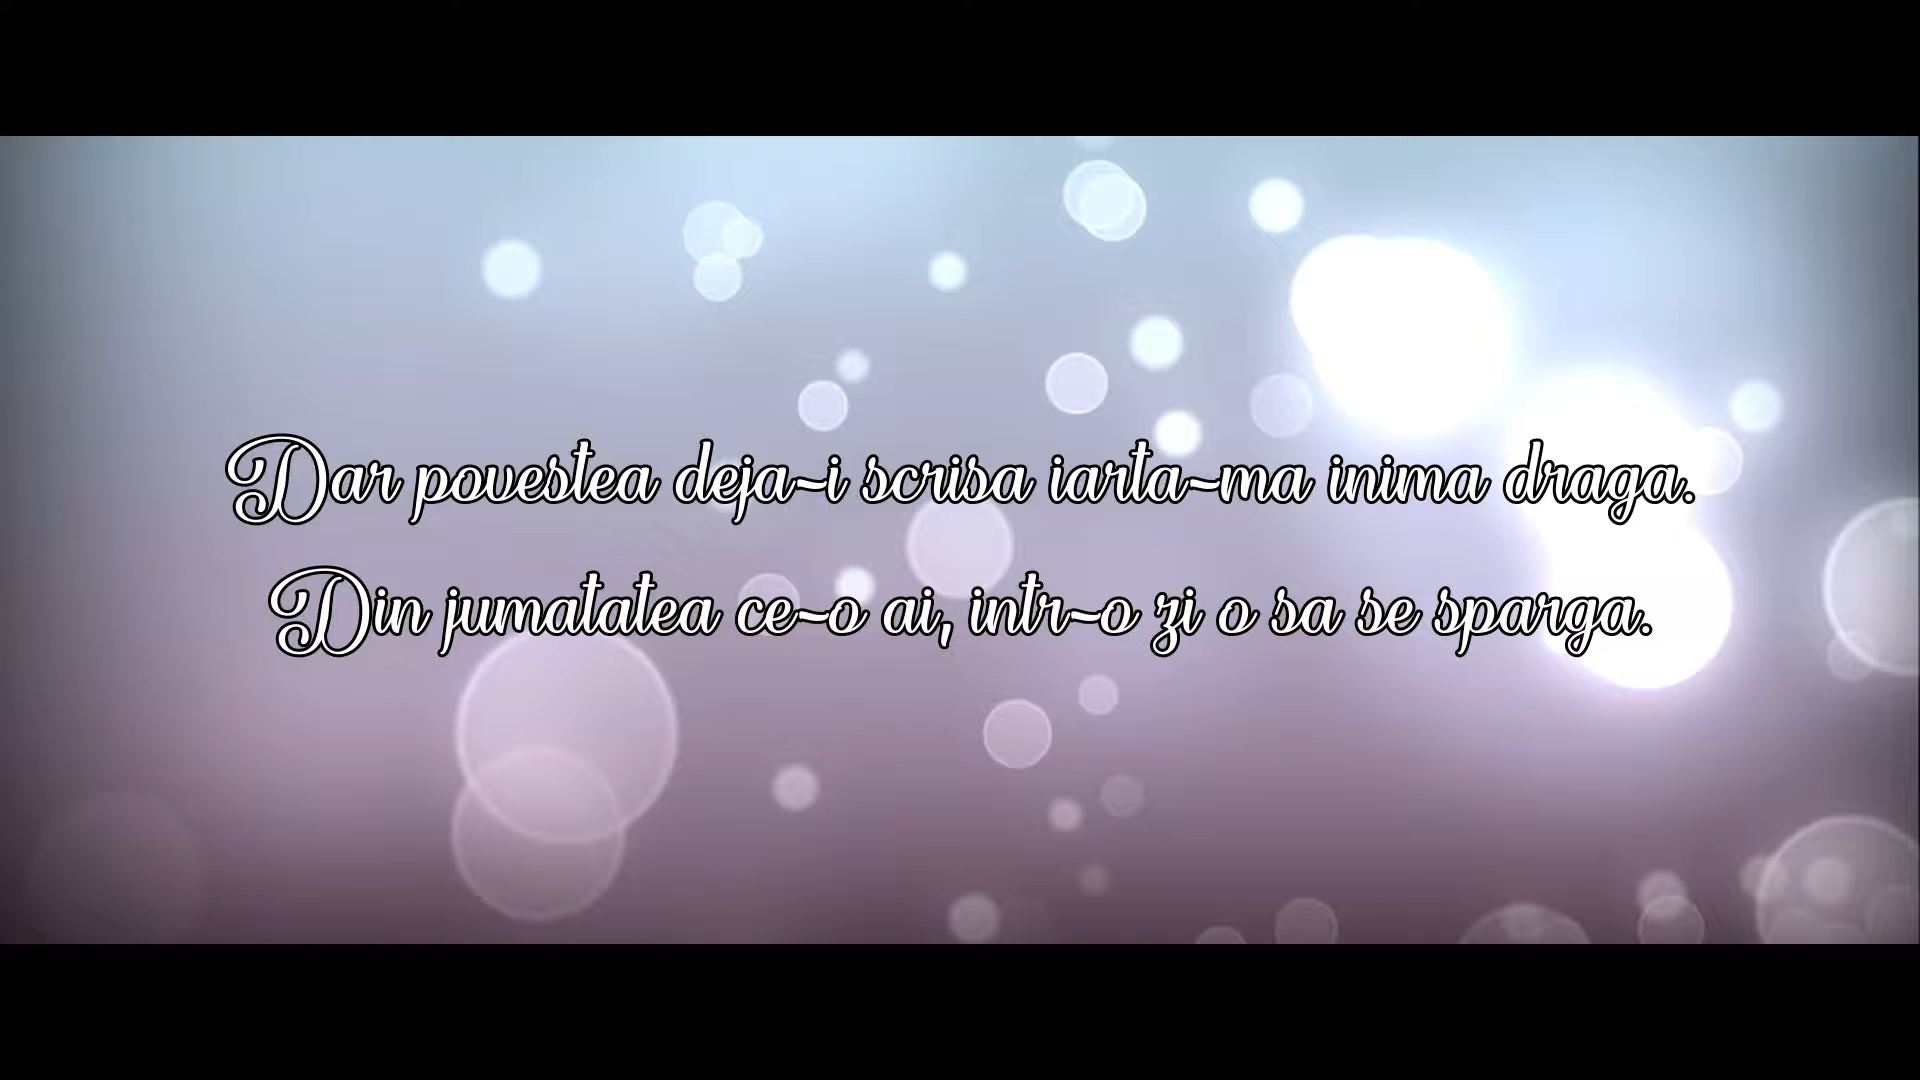 Dar povestea deja-i scrisa iarta-ma inima draga.
Din jumatatea ce-o ai, intr-o zi o sa se sparga.